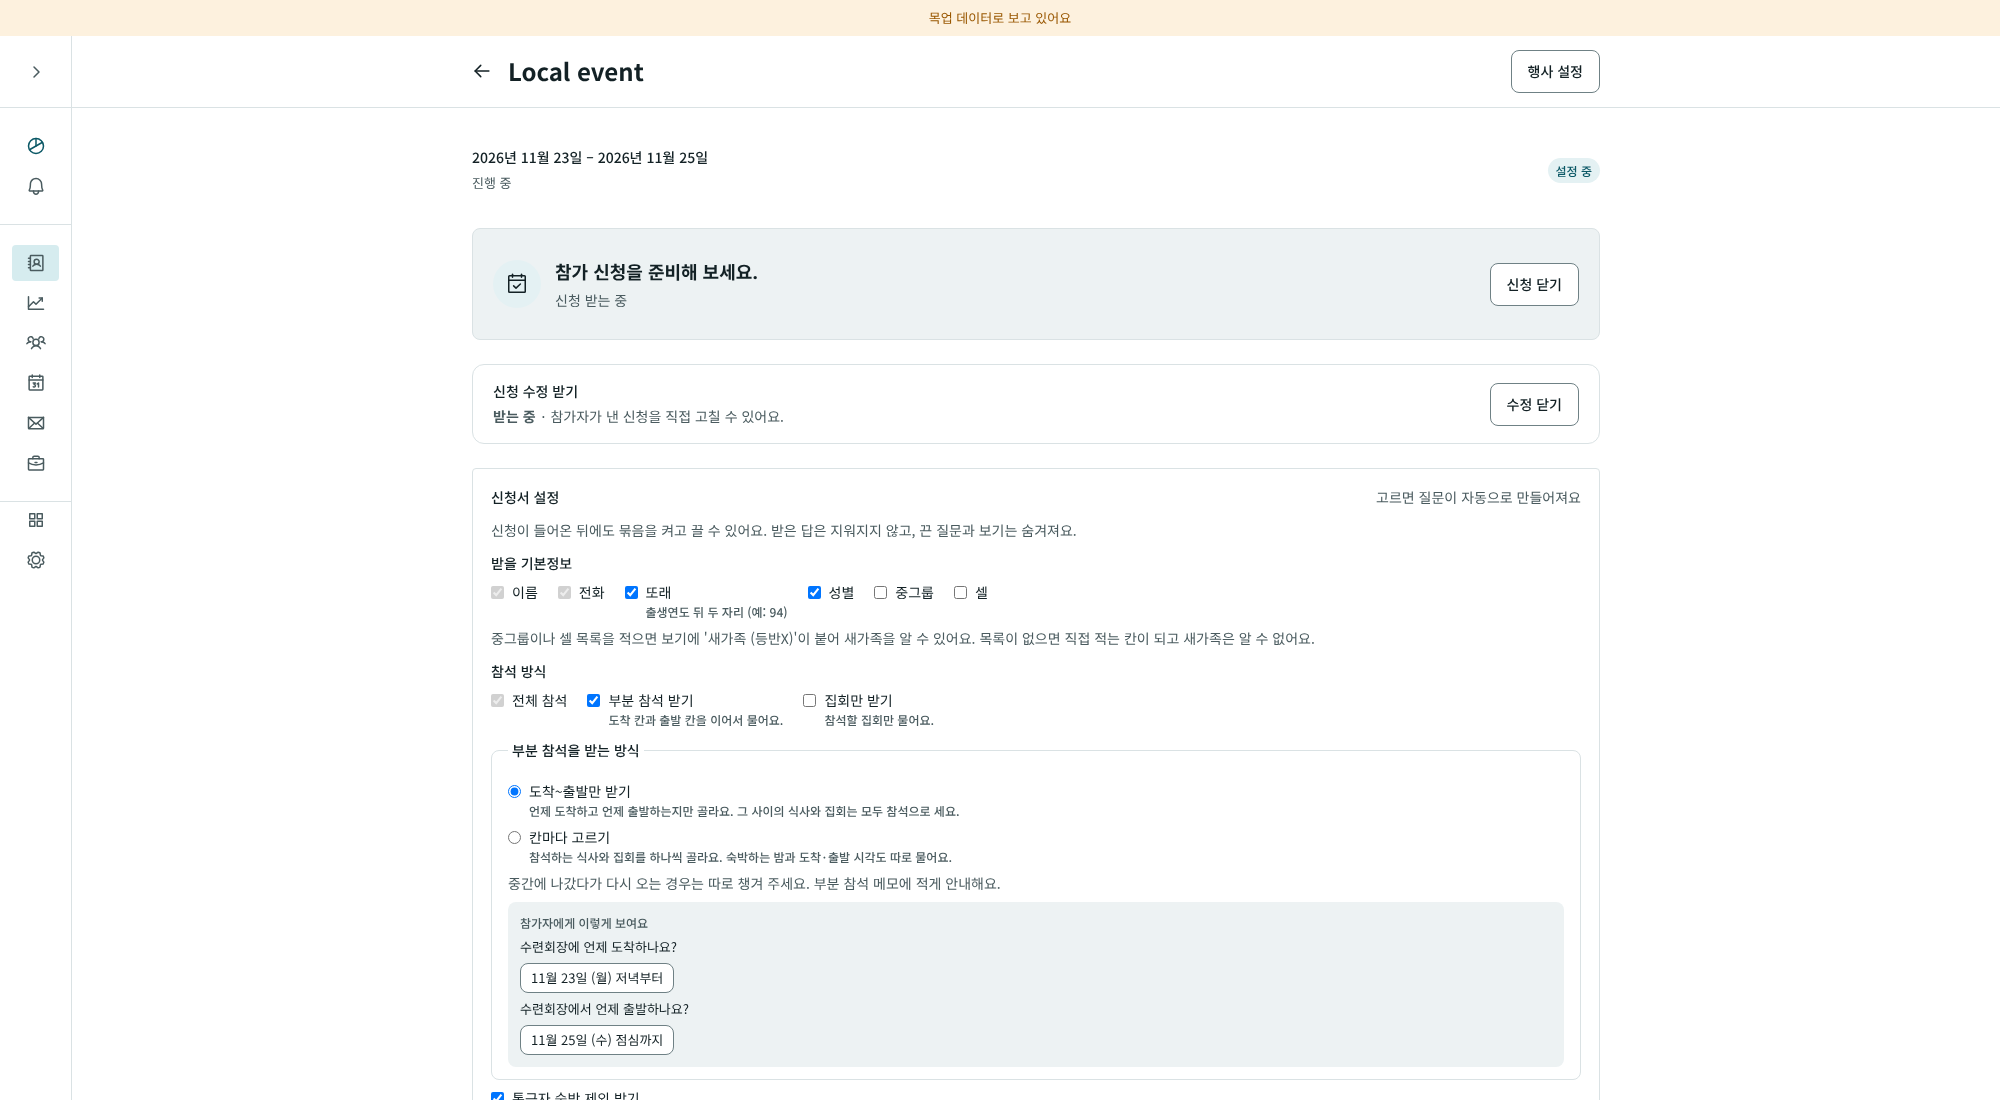 목업 데이터로 보고 있어요
Local event
행사 설정
2026년 11월 23일 – 2026년 11월 25일
진행 중
설정 중
참가 신청을 준비해 보세요.
신청 받는 중
신청 닫기
신청 수정 받기
받는 중 · 참가자가 낸 신청을 직접 고칠 수 있어요.
수정 닫기
신청서 설정
고르면 질문이 자동으로 만들어져요
신청이 들어온 뒤에도 묶음을 켜고 끌 수 있어요. 받은 답은 지워지지 않고, 끈 질문과 보기는 숨겨져요.
받을 기본정보
이름 전화 또래 성별 중그룹 셀
출생연도 뒤 두 자리 (예: 94)
중그룹이나 셀 목록을 적으면 보기에 '새가족 (등반X)'이 붙어 새가족을 알 수 있어요. 목록이 없으면 직접 적는 칸이 되고 새가족은 알 수 없어요.
참석 방식
전체 참석 부분 참석 받기 집회만 받기
도착 칸과 출발 칸을 이어서 물어요. 참석할 집회만 물어요.
부분 참석을 받는 방식
도착~출발만 받기
언제 도착하고 언제 출발하는지만 골라요. 그 사이의 식사와 집회는 모두 참석으로 세요.
칸마다 고르기
참석하는 식사와 집회를 하나씩 골라요. 숙박하는 밤과 도착·출발 시각도 따로 물어요.
중간에 나갔다가 다시 오는 경우는 따로 챙겨 주세요. 부분 참석 메모에 적게 안내해요.
참가자에게 이렇게 보여요
수련회장에 언제 도착하나요?
11월 23일 (월) 저녁부터
수련회장에서 언제 출발하나요?
11월 25일 (수) 점심까지
통근자 숙박 제외 받기